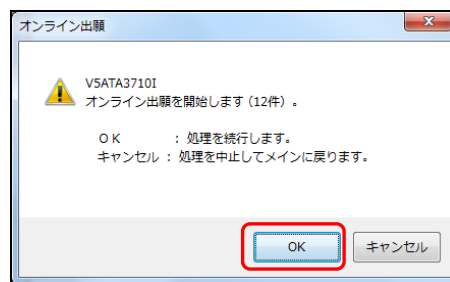 オンライン出願
V5ATA3710I
オンライン出願を開始します（12件）。
ＯＫ　　　：処理を続行します。
キャンセル：処理を中止してメインに戻ります。
OK
キャンセル